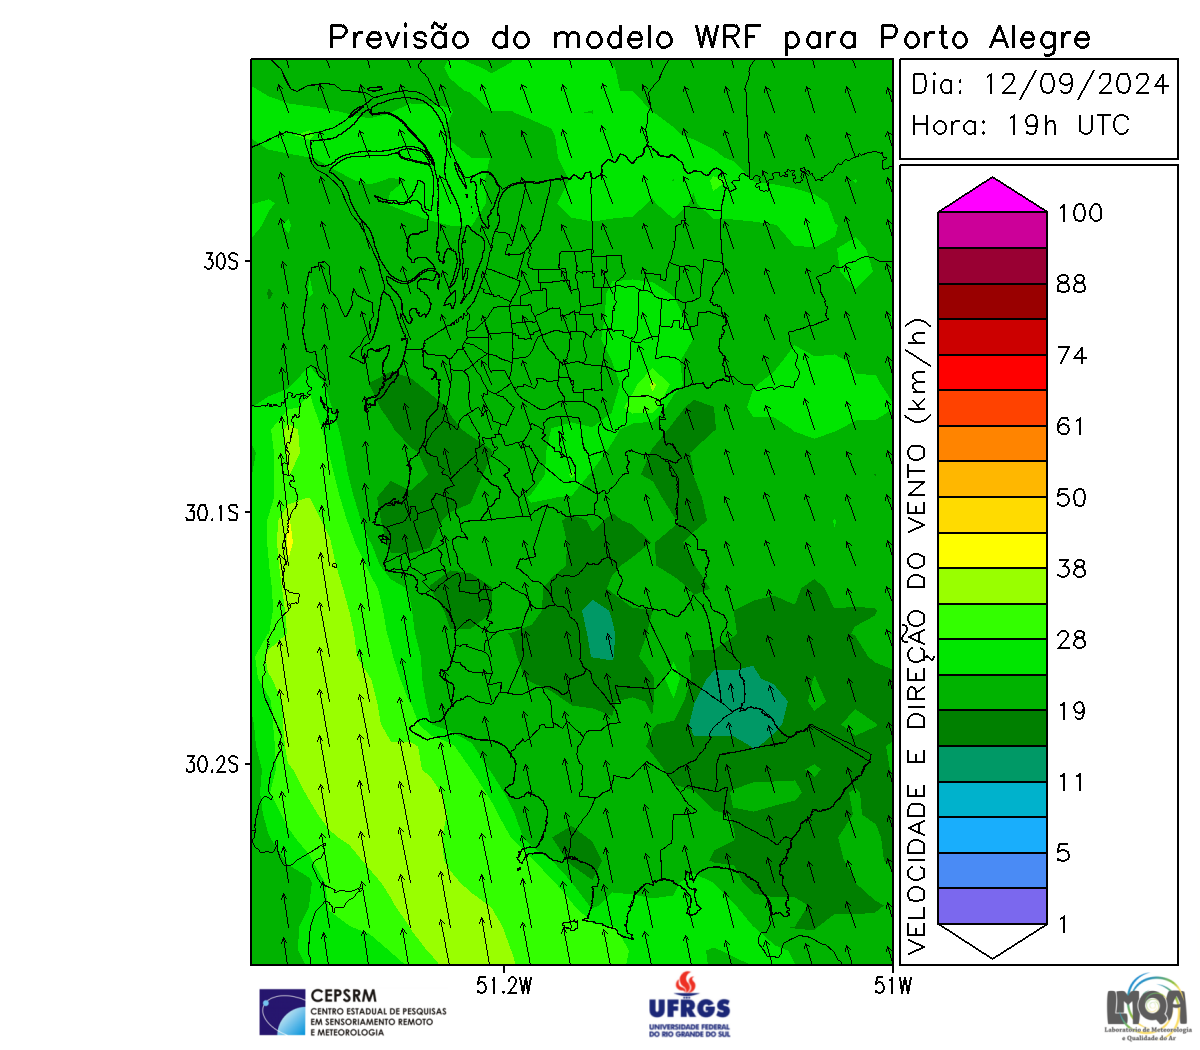 Previsão do modelo WRF para Porto Alegre
Dia: 12/09/2024
Hora: 19h UTC
100
88
74
61
50
38
28
19
11
5
1
VELOCIDADE E DIREÇÃO DO VENTO (km/h)
30S
30.1S
30.2S
51.2W
51W
CEPSRM
CENTRO ESTADUAL DE PESQUISAS
EM SENSORIAMENTO REMOTO
E METEOROLOGIA
UFRGS
UNIVERSIDADE FEDERAL
DO RIO GRANDE DO SUL
LMQA
Laboratório de Meteorologia
e Qualidade do Ar